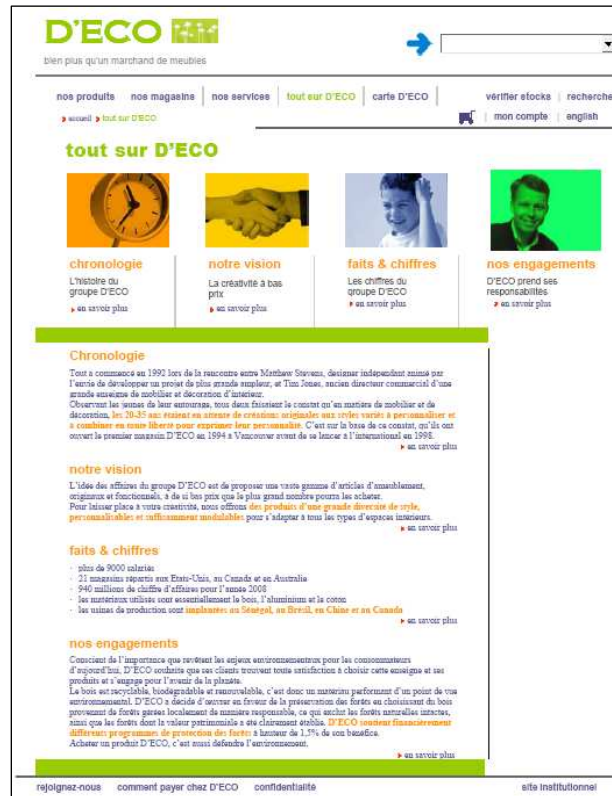 D'ECO
bien plus qu'un marchand de meubles
nos produits nos magasins nos services tout sur D'ECO carte D'ECO vérifier stocks recherche
accueil tout sur D'ECO mon compte english
tout sur D'ECO
chronologie
L'histoire du
groupe D'ECO
en savoir plus
notre vision
La créativité à bas
prix
en savoir plus
faits & chiffres
Les chiffres du
groupe D'ECO
en savoir plus
nos engagements
D'ECO prend ses
responsabilités
en savoir plus
Chronologie
Tout a commencé en 1992 lors de la rencontre entre Matthew Stevens, designer indépendant animé par
l'envie de développer un projet de plus grande ampleur, et Tim Jones, ancien directeur commercial d'une
grande enseigne de mobilier et décoration d'intérieur.
Observant les jeunes de leur entourage, tous deux faisaient le constat qu'en matière de mobilier et de
décoration, les 20-35 ans étaient en attente de créations originales aux styles variés à personnaliser et
à combiner en toute liberté pour exprimer leur personnalité. C'est sur la base de ce constat, qu'ils ont
ouvert le premier magasin D'ECO en 1994 à Vancouver avant de se lancer à l'international en 1998.
en savoir plus
notre vision
L'idée des affaires du groupe D'ECO est de proposer une vaste gamme d'articles d'ameublement,
originaux et fonctionnels, à de si bas prix que le plus grand nombre pourra les acheter.
Pour laisser place à votre créativité, nous offrons des produits d'une grande diversité de style,
personnalisables et suffisamment modulables pour s'adapter à tous les types d'espaces intérieurs.
en savoir plus
faits & chiffres
- plus de 9000 salariés
- 21 magasins répartis aux Etats-Unis, au Canada et en Australie
- 940 millions de chiffre d'affaires pour l'année 2008
- les matériaux utilisés sont essentiellement le bois, l'aluminium et le coton
- les usines de production sont implantées au Sénégal, au Brésil, en Chine et au Canada
en savoir plus
nos engagements
Conscient de l'importance que revêtent les enjeux environnementaux pour les consommateurs
d'aujourd'hui, D'ECO souhaite que ses clients trouvent toute satisfaction à choisir cette enseigne et ses
produits et s'engage pour l'avenir de la planète.
Le bois est recyclable, biodégradable et renouvelable, c'est donc un matériau performant d'un point de vue
environnemental. D'ECO a décidé d'œuvrer en faveur de la préservation des forêts en choisissant du bois
provenant de forêts gérées localement de manière responsable, ce qui exclut les forêts naturelles intactes,
ainsi que les forêts dont la valeur patrimoniale a été clairement établie. D'ECO soutient financièrement
différents programmes de protection des forêts à hauteur de 1,5% de son bénéfice.
Acheter un produit D'ECO, c'est aussi défendre l'environnement.
en savoir plus
rejoignez-nous comment payer chez D'ECO confidentialité site institutionnel